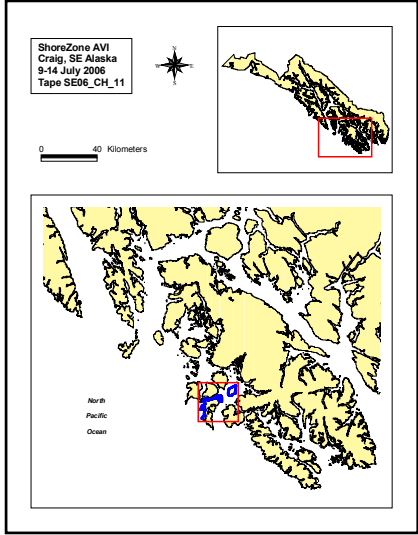 ShoreZone AVI
Craig, SE Alaska
9-14 July 2006
Tape SE06_CH_11
N
W E
S
0 40 Kilometers
North
Pacific
Ocean